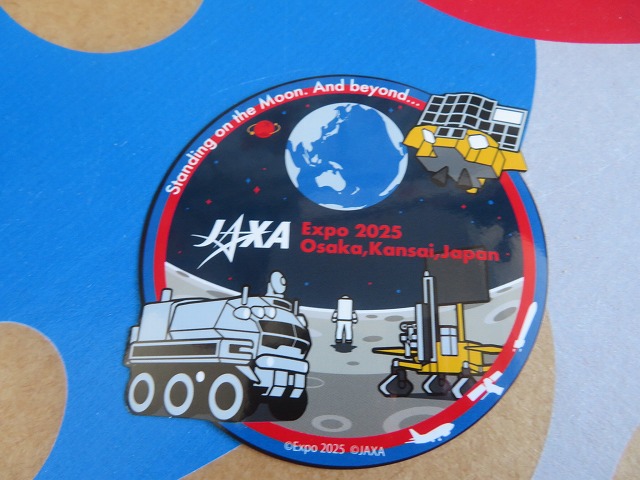 Standing on the Moon. And beyond...
JAXA
Expo 2025
Osaka,Kansai,Japan
©Expo 2025 ©JAXA